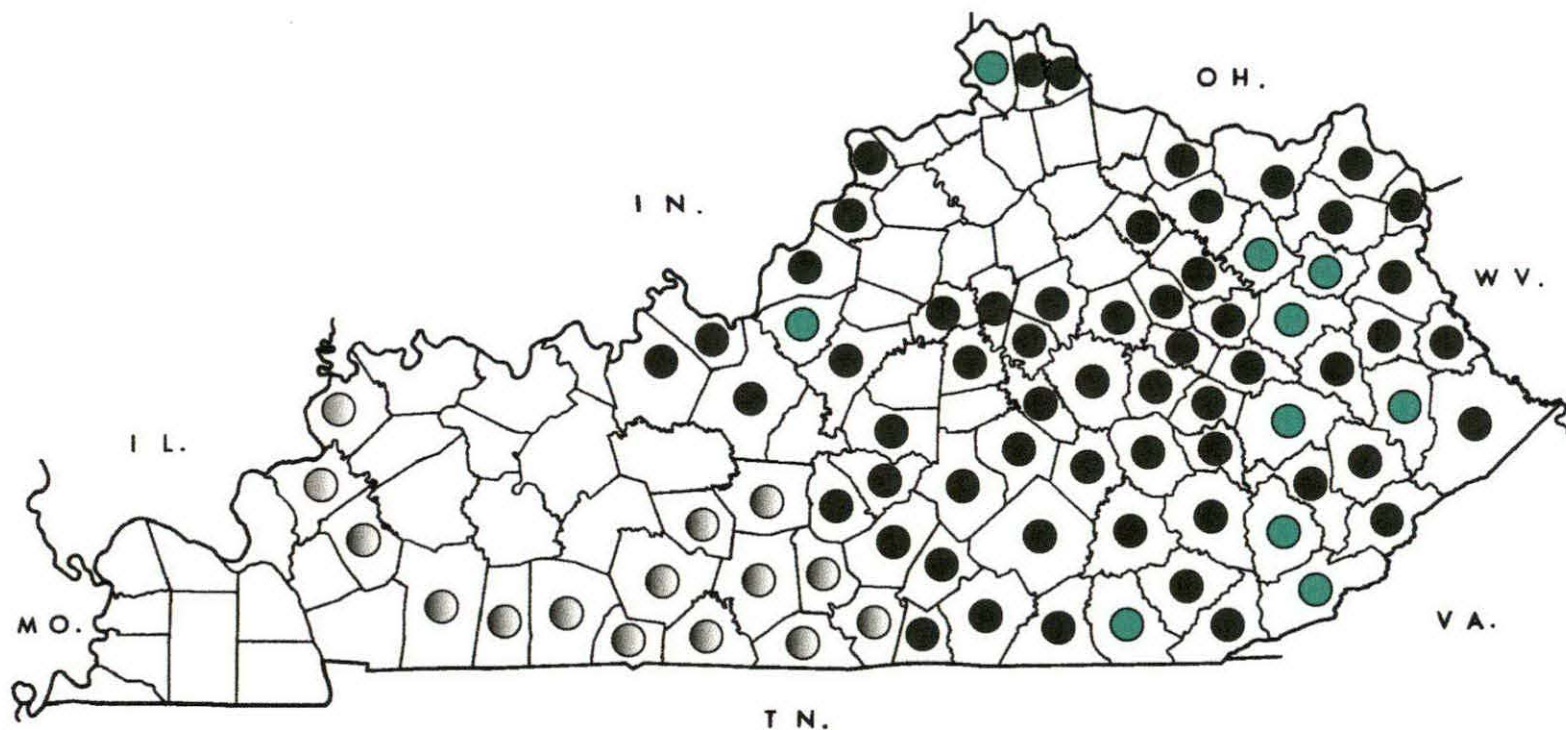 OH.
IN.
WV.
IL.
MO.
VA.
TN.